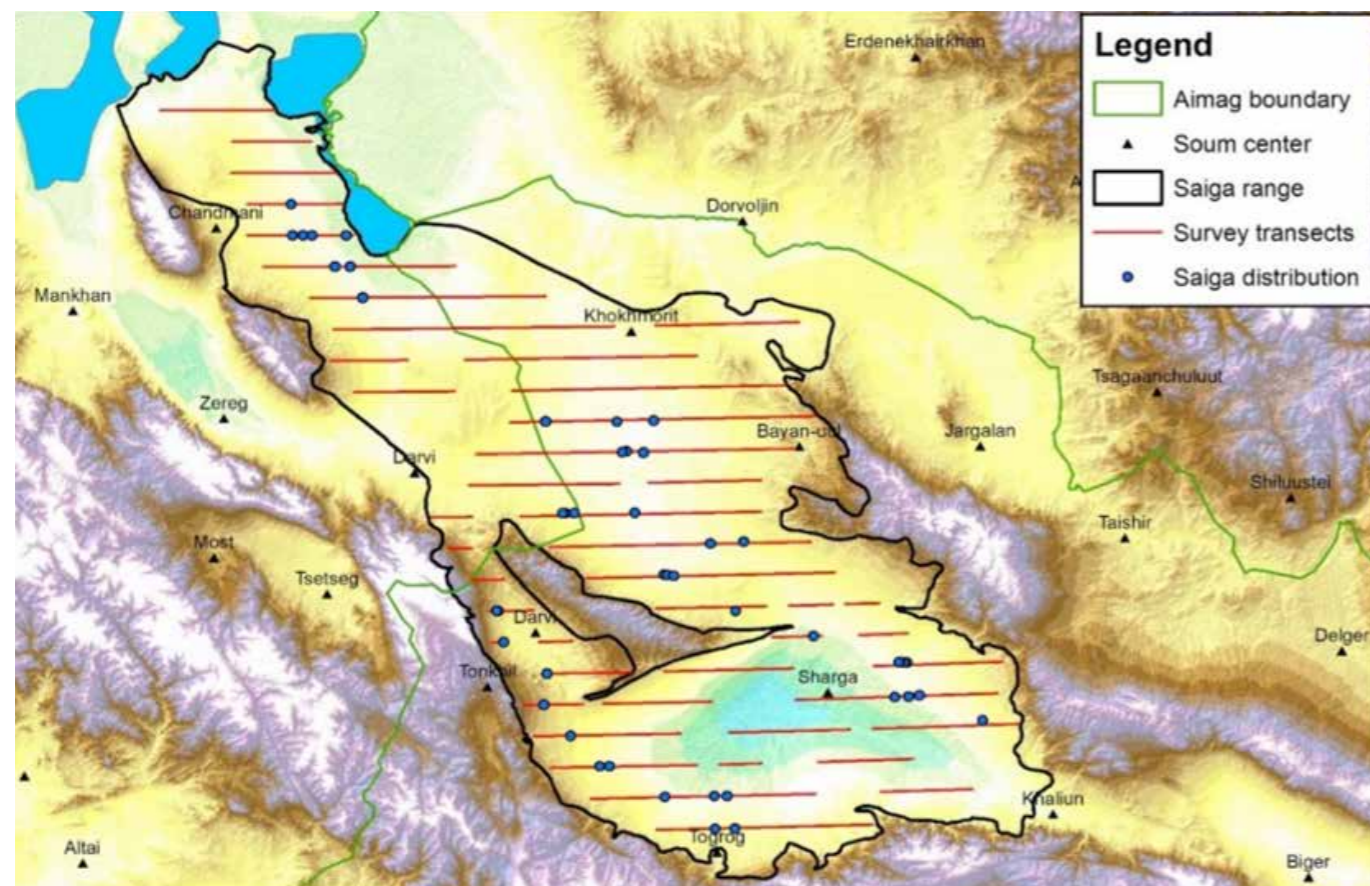 Erdenekhairkhan
Legend
Aimag boundary
Soum center
Saiga range
Survey transects
Saiga distribution
Chandmani
Dorvoljin
Mankhan
Khokhmorit
Tsagaanchuluut
Zereg
Bayan-uul
Jargalan
Darvi
Shiluustei
Taishir
Most
Tsetseg
Darvi
Delger
Tonkhil
Sharga
Khaliun
Togrog
Altai
Biger